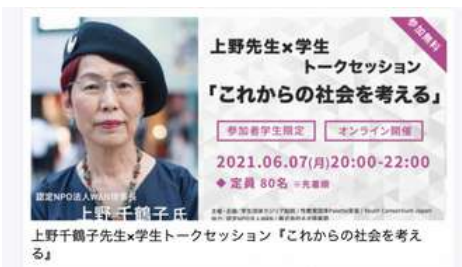 参加無料
上野先生×学生
トークセッション
「これからの社会を考える」
参加者学生限定
オンライン開催
2021.06.07(月)20:00-22:00
◆ 定員 80名 ※先着順
認定NPO法人WAN理事長
上野千鶴子氏
上野千鶴子先生×学生トークセッション『これからの社会を考え
る』